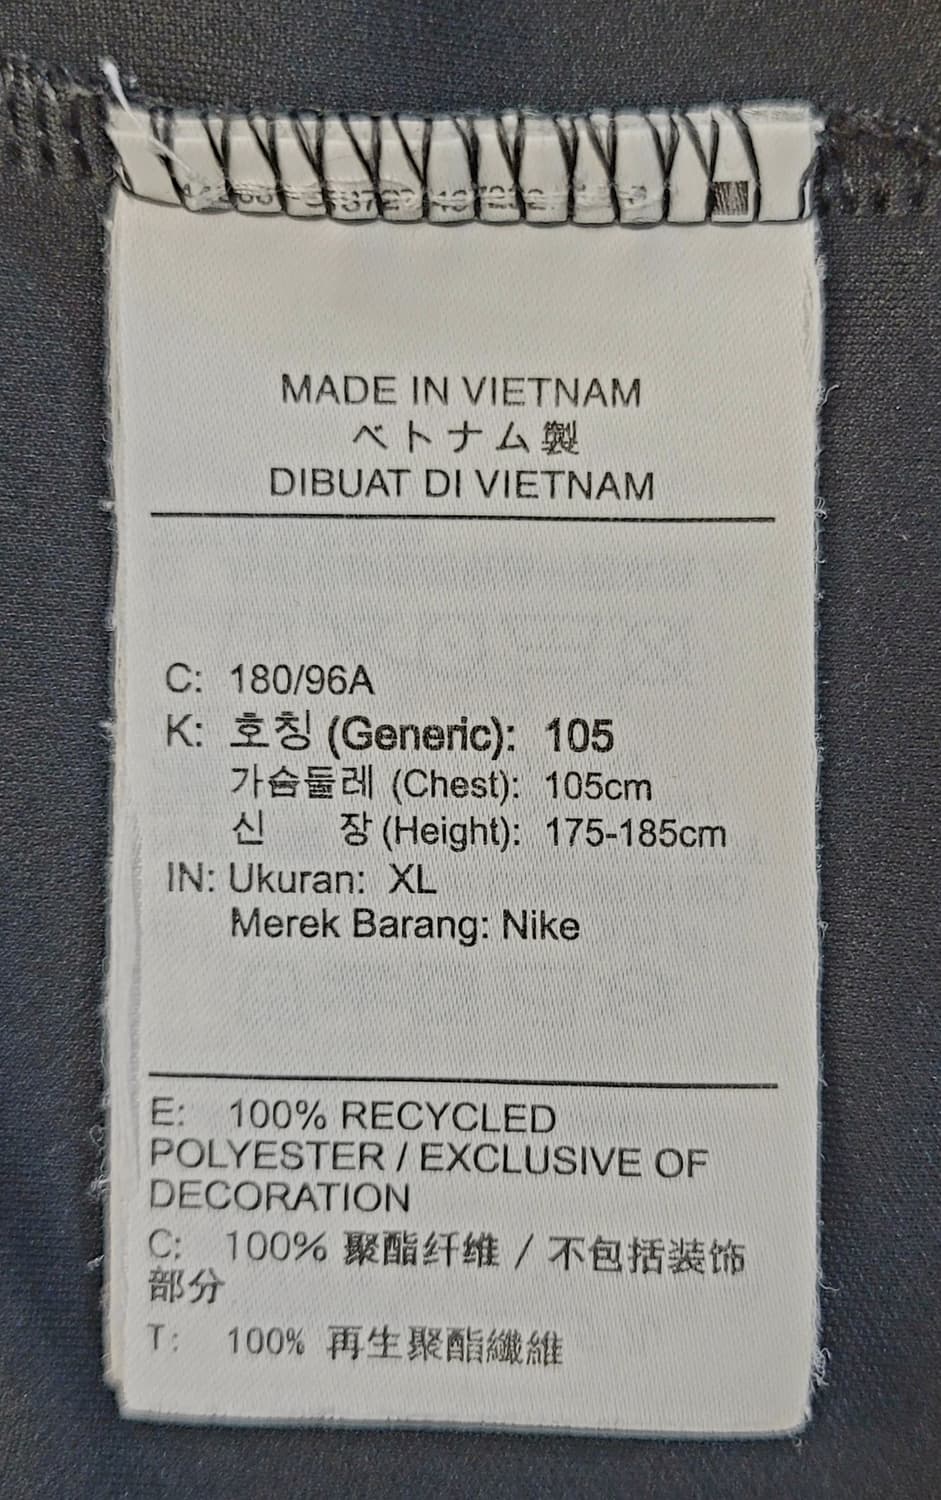 MADE IN VIETNAM
ベトナム製
DIBUAT DI VIETNAM
C: 180/96A
K: 호칭 (Generic): 105
가슴둘레 (Chest): 105cm
신 장 (Height): 175-185cm
IN: Ukuran: XL
Merek Barang: Nike
E: 100% RECYCLED
POLYESTER / EXCLUSIVE OF
DECORATION
C: 100% 聚酯纤维 / 不包括装饰
部分
T: 100% 再生聚酯纖維